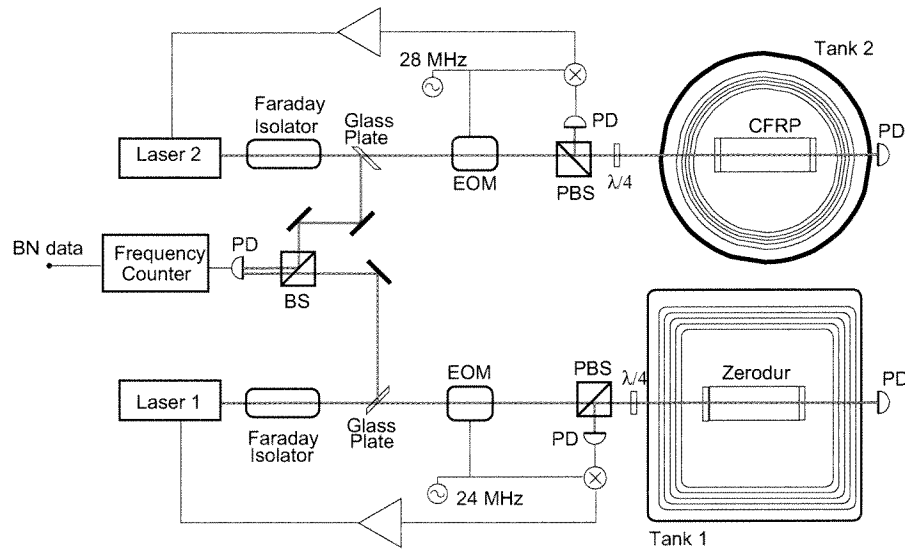 Tank 2
28 MHz
Faraday
Isolator
Glass
Plate
PD
CFRP
PD
Laser 2
EOM
PBS
λ/4
BN data
Frequency
Counter
PD
BS
Zerodur
PBS
λ/4
EOM
PD
Laser 1
Glass
Plate
Faraday
Isolator
PD
24 MHz
Tank 1